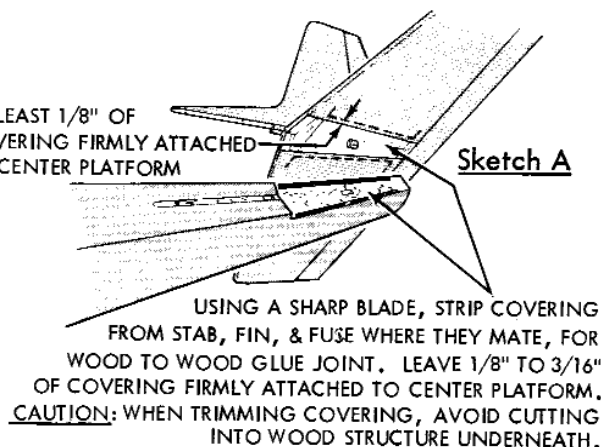 LEAST 1/8" OF
VERING FIRMLY ATTACHED
CENTER PLATFORM
Sketch A
USING A SHARP BLADE, STRIP COVERING
FROM STAB, FIN, & FUSE WHERE THEY MATE, FOR
WOOD TO WOOD GLUE JOINT. LEAVE 1/8" TO 3/16"
OF COVERING FIRMLY ATTACHED TO CENTER PLATFORM.
CAUTION: WHEN TRIMMING COVERING, AVOID CUTTING
INTO WOOD STRUCTURE UNDERNEATH.